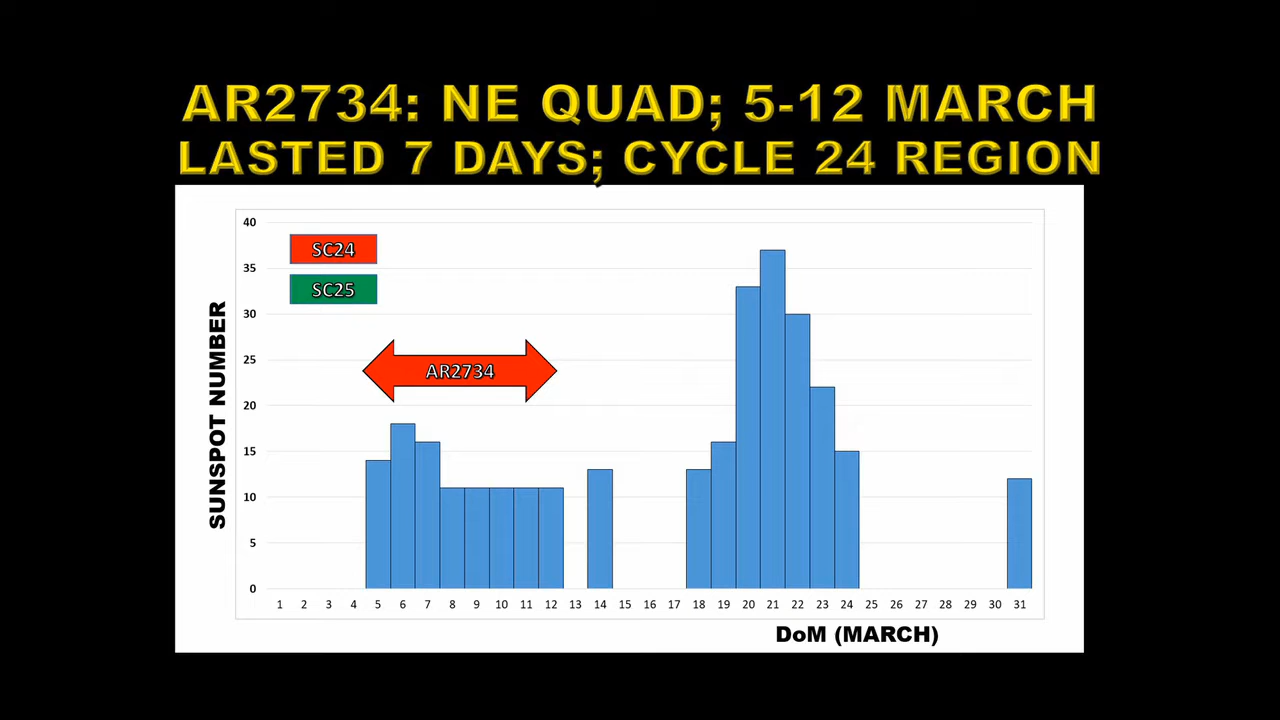 AR2734: NE QUAD; 5-12 MARCH
LASTED 7 DAYS; CYCLE 24 REGION
SC24
SC25
AR2734
SUNSPOT NUMBER
40
35
30
25
20
15
10
5
0
1 2 3 4 5 6 7 8 9 10 11 12 13 14 15 16 17 18 19 20 21 22 23 24 25 26 27 28 29 30 31
DoM (MARCH)